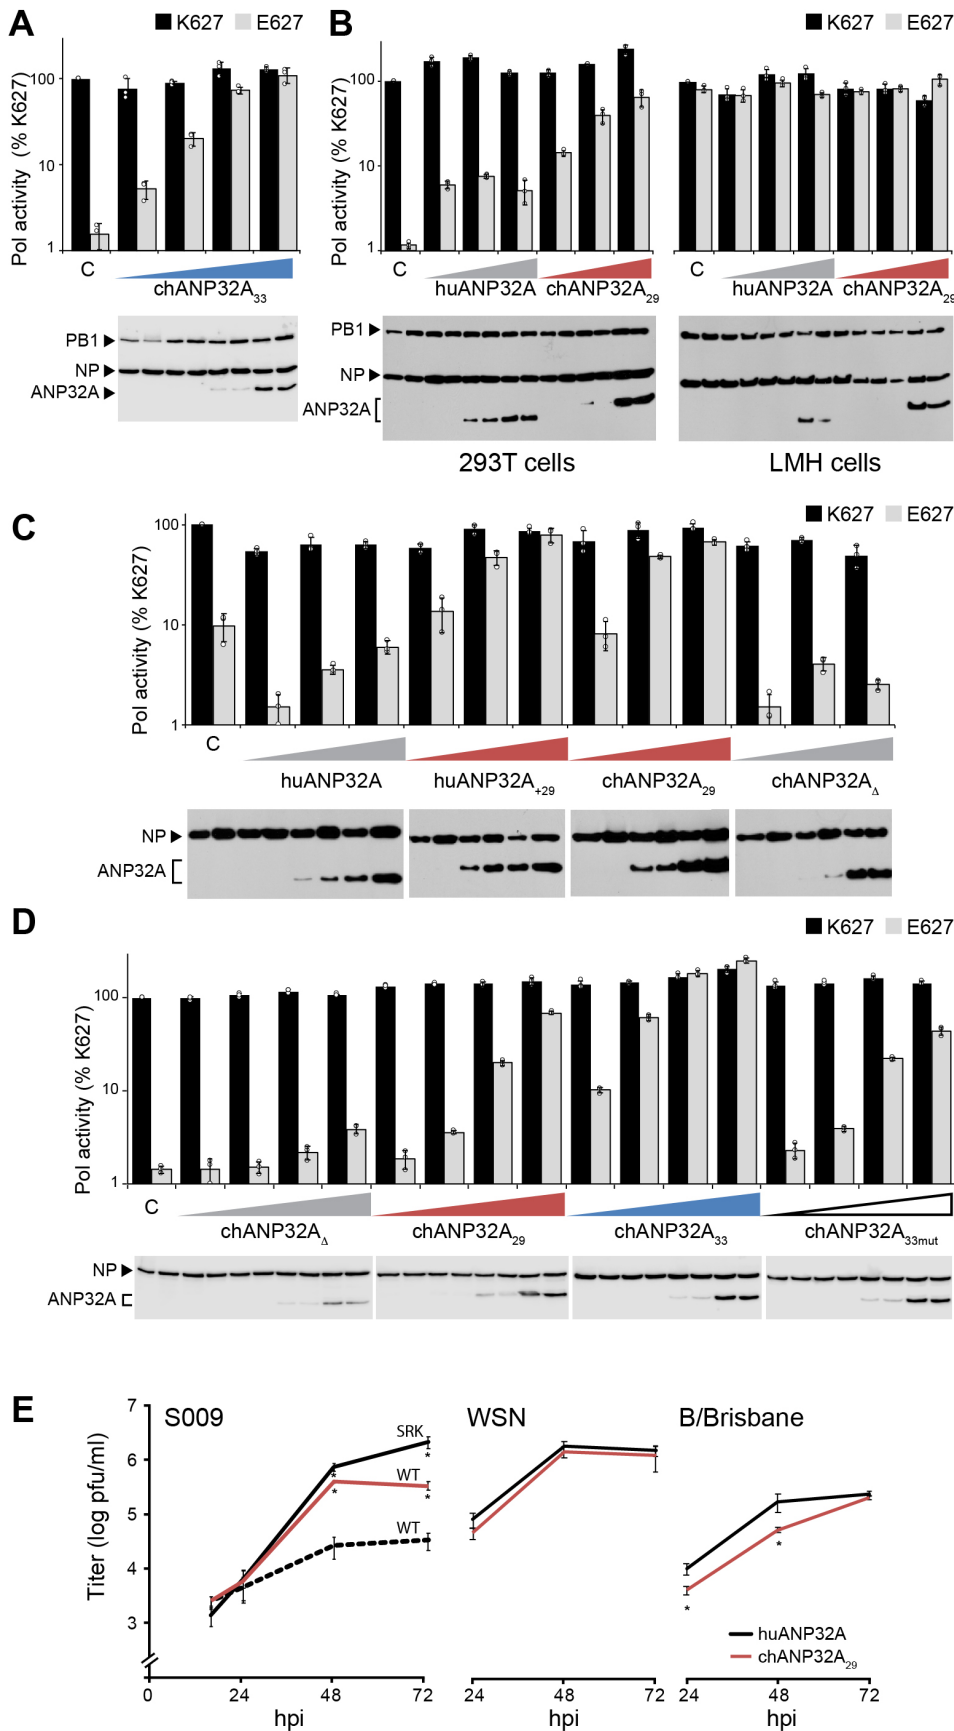 A
K627 E627
B
K627 E627
Pol activity (% K627)
100
10
1
C
chANP32A33
Pol activity (% K627)
100
10
1
C
huANP32A chANP32A29
C
huANP32A chANP32A29
PB1
NP
ANP32A
PB1
NP
ANP32A
293T cells
LMH cells
C
K627 E627
Pol activity (% K627)
100
10
1
C
huANP32A huANP32A+29 chANP32A29 chANP32AΔ
NP
ANP32A
D
K627 E627
Pol activity (% K627)
100
10
1
C
chANP32AΔ chANP32A29 chANP32A33 chANP32A33mut
NP
ANP32A
E
S009
WSN
B/Brisbane
Titer (log pfu/ml)
7
6
5
4
3
SRK
*
WT
*
WT
*
*
*
*
huANP32A
chANP32A29
0 24 48 72
hpi
24 48 72
hpi
24 48 72
hpi